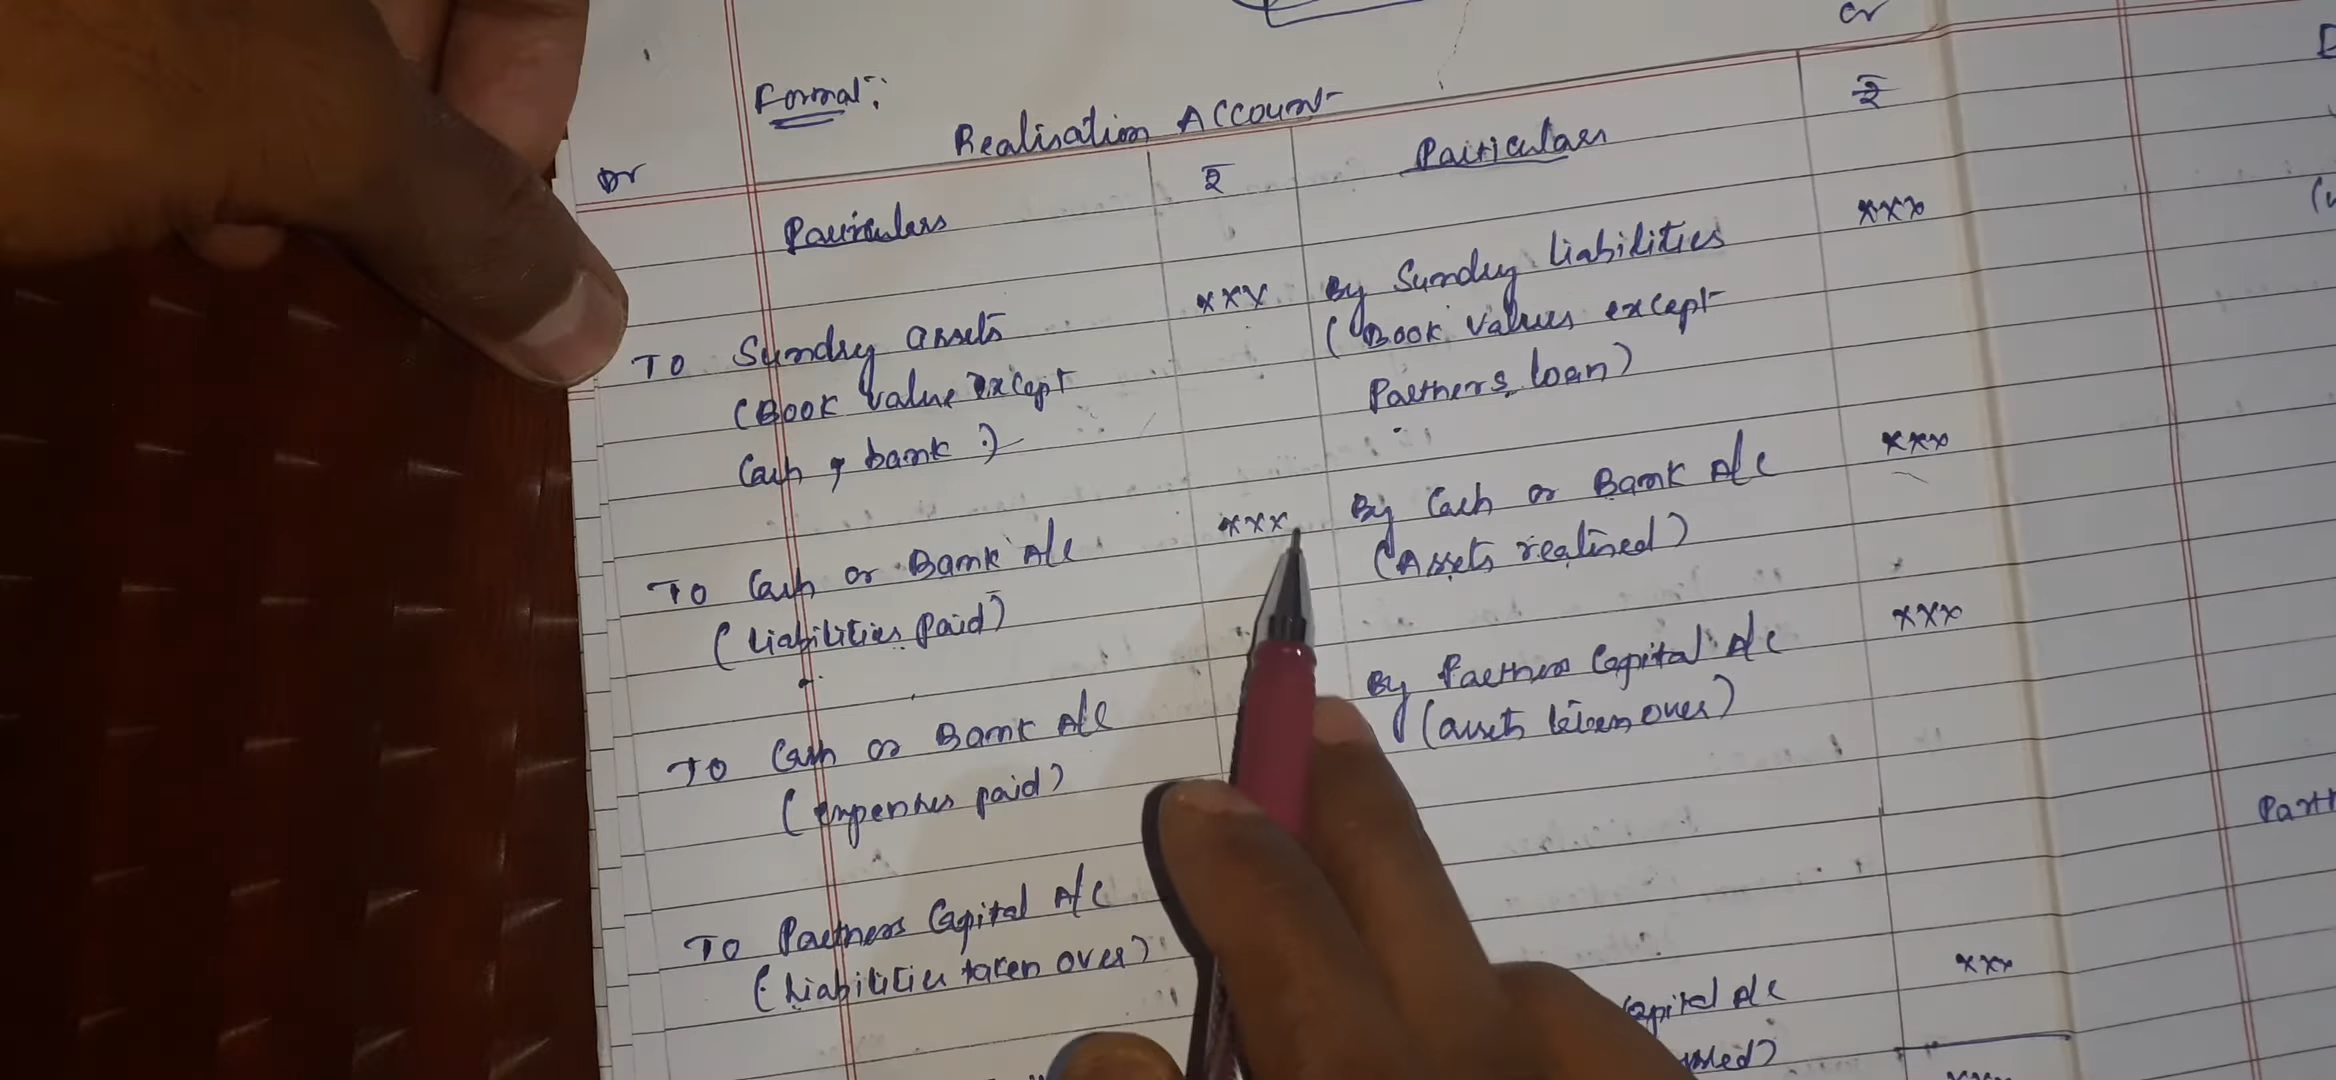 Format:
Realisation Account
Dr
Cr
Particulars
₹
Particulars
₹
To Sundry assets
(Book value except
Cash & bank :)
xxx
To Cash or Bank A/c
(Liabilities paid)
xxx
To Cash or Bank A/c
(expenses paid)
To Partners Capital A/c
(Liabilities taken over)
By Sundry liabilities
(Book values except
Partners loan)
xxx
By Cash or Bank A/c
(Assets realised)
xxx
By Partners Capital A/c
(assets taken over)
xxx
apital A/c
xxx